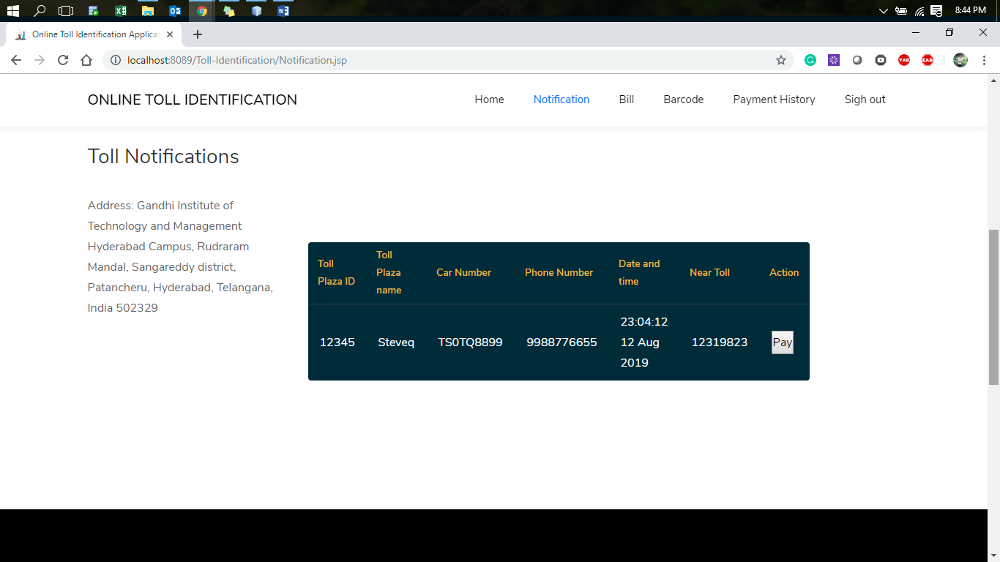 8:44 PM
Online Toll Identification Applicat
localhost:8089/Toll-Identification/Notification.jsp
YAB
EAB
ONLINE TOLL IDENTIFICATION
Home
Notification
Bill
Barcode
Payment History
Sigh out
Toll Notifications
Address: Gandhi Institute of
Technology and Management
Hyderabad Campus, Rudraram
Mandal, Sangareddy district,
Patancheru, Hyderabad, Telangana,
India 502329
Toll
Plaza ID
Toll
Plaza
name
Car Number
Phone Number
Date and
time
Near Toll
Action
12345
Steveq
TS0TQ8899
9988776655
23:04:12
12 Aug
2019
12319823
Pay